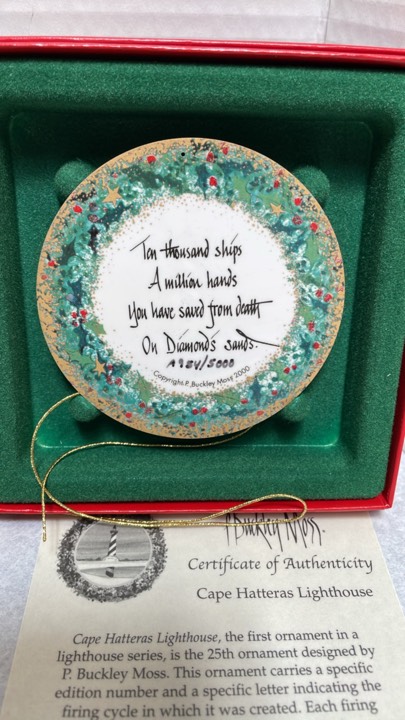 Ten thousand ships
A million hands
You have saved from death
On Diamond's sands.
A984/5000
Copyright.P.Buckley Moss 2000
P. Buckley Moss.
Certificate of Authenticity
Cape Hatteras Lighthouse
Cape Hatteras Lighthouse, the first ornament in a
lighthouse series, is the 25th ornament designed by
P. Buckley Moss. This ornament carries a specific
edition number and a specific letter indicating the
firing cycle in which it was created. Each firing